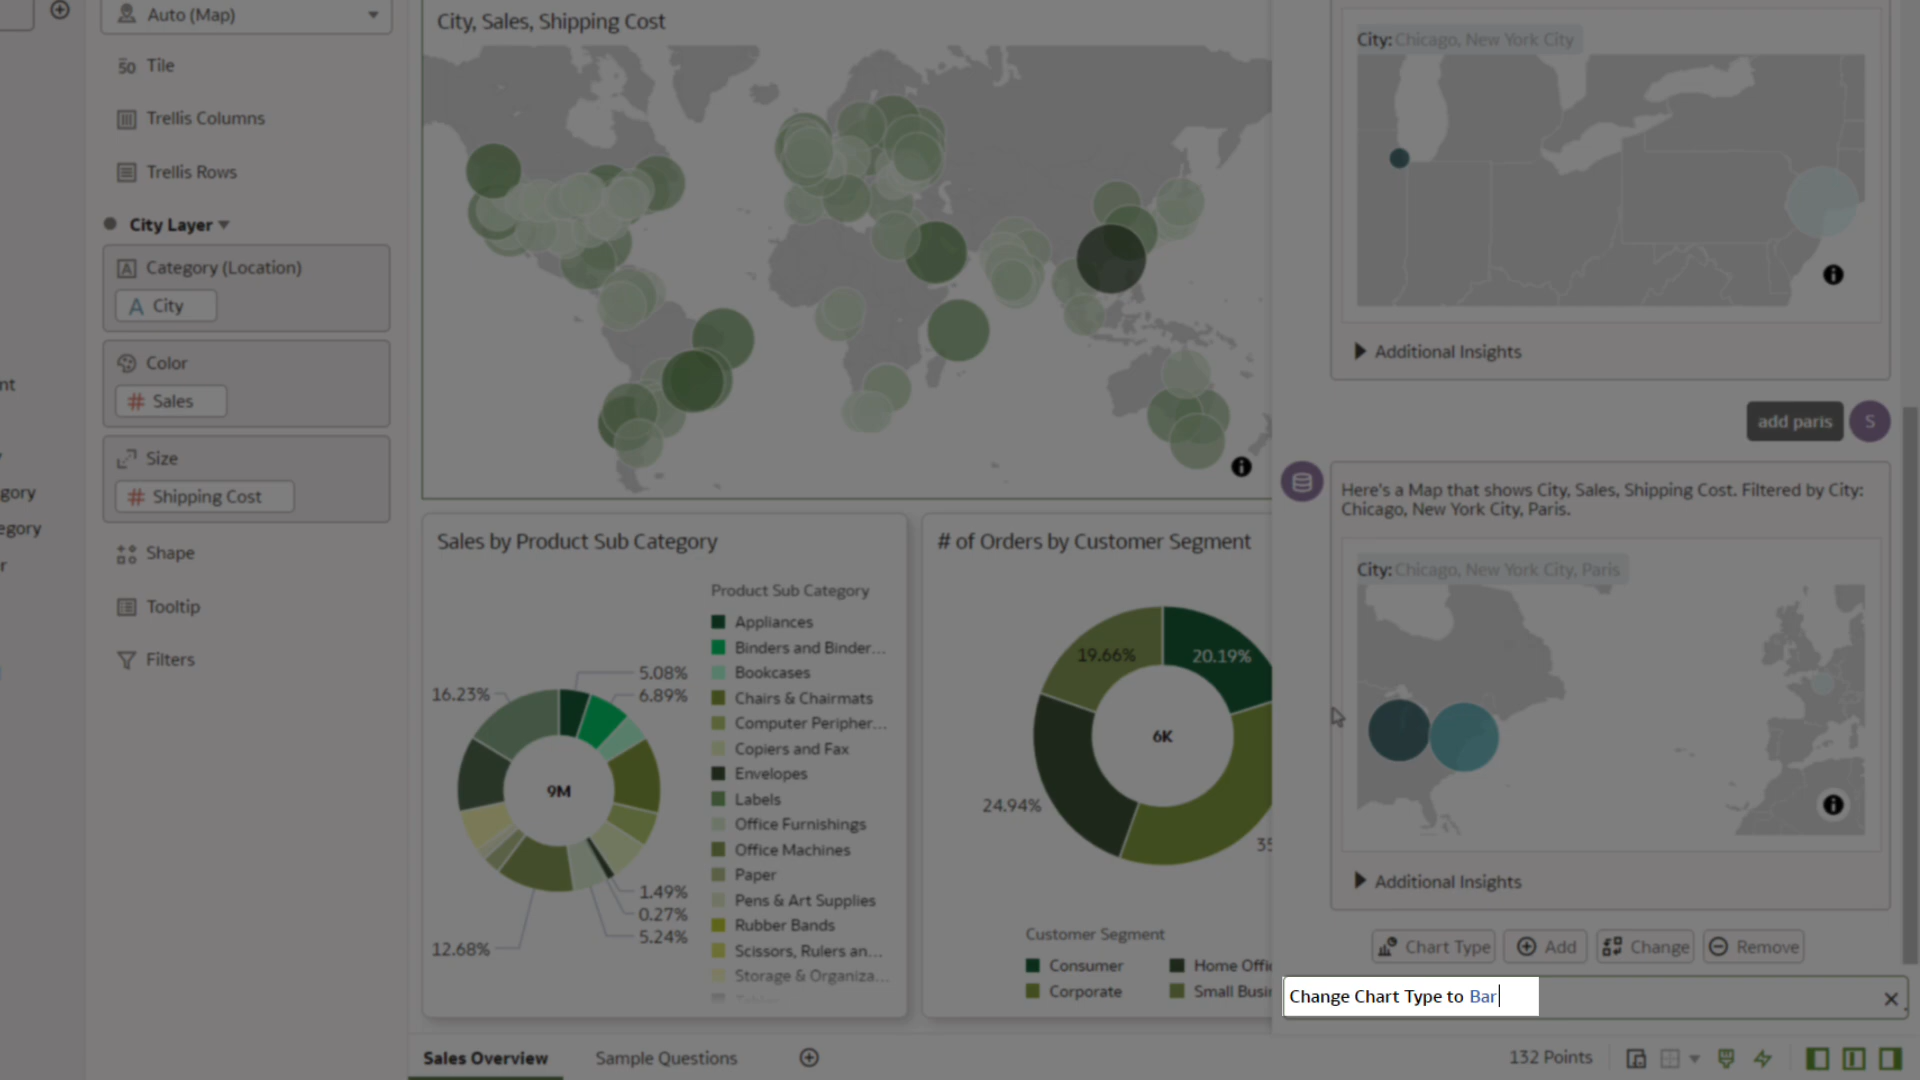 Auto (Map)
Tile
Trellis Columns
Trellis Rows
City Layer
Category (Location)
A City
Color
# Sales
Size
# Shipping Cost
Shape
Tooltip
Filters
nt
gory
egory
r
City, Sales, Shipping Cost
Sales by Product Sub Category
Product Sub Category
Appliances
Binders and Binder...
Bookcases
Chairs & Chairmats
Computer Peripher...
Copiers and Fax
Envelopes
Labels
Office Furnishings
Office Machines
Paper
Pens & Art Supplies
Rubber Bands
Scissors, Rulers an...
Storage & Organiza...
16.23%
5.08%
6.89%
9M
1.49%
0.27%
5.24%
12.68%
# of Orders by Customer Segment
19.66%
20.19%
6K
24.94%
35
Customer Segment
Consumer
Home Offi
Corporate
Small Busi
City: Chicago, New York City
Additional Insights
add paris
S
Here's a Map that shows City, Sales, Shipping Cost. Filtered by City:
Chicago, New York City, Paris.
City: Chicago, New York City, Paris
Additional Insights
Chart Type
Add
Change
Remove
Change Chart Type to Bar
Sales Overview
Sample Questions
132 Points